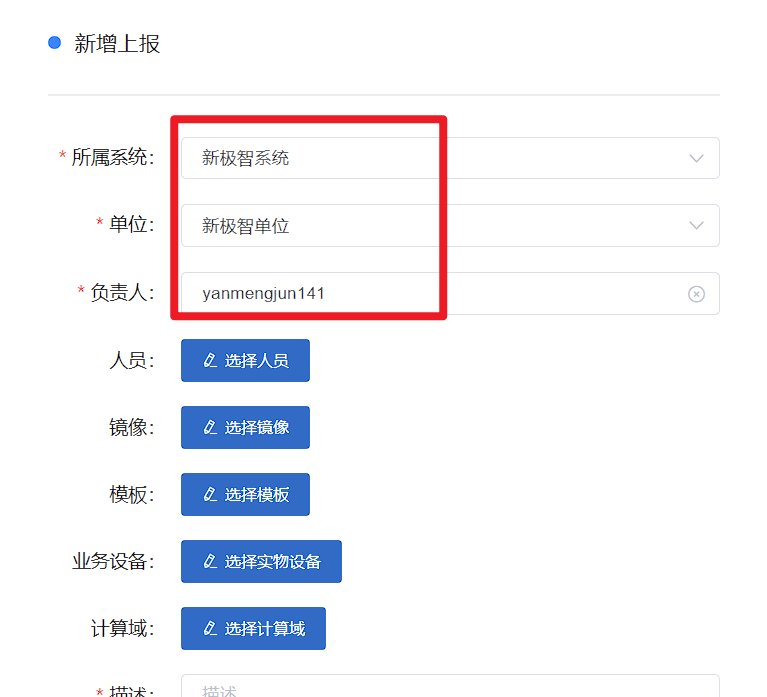 新增上报
* 所属系统： 新极智系统
* 单位： 新极智单位
* 负责人： yanmengjun141
人员： 选择人员
镜像： 选择镜像
模板： 选择模板
业务设备： 选择实物设备
计算域： 选择计算域
* 描述： 描述